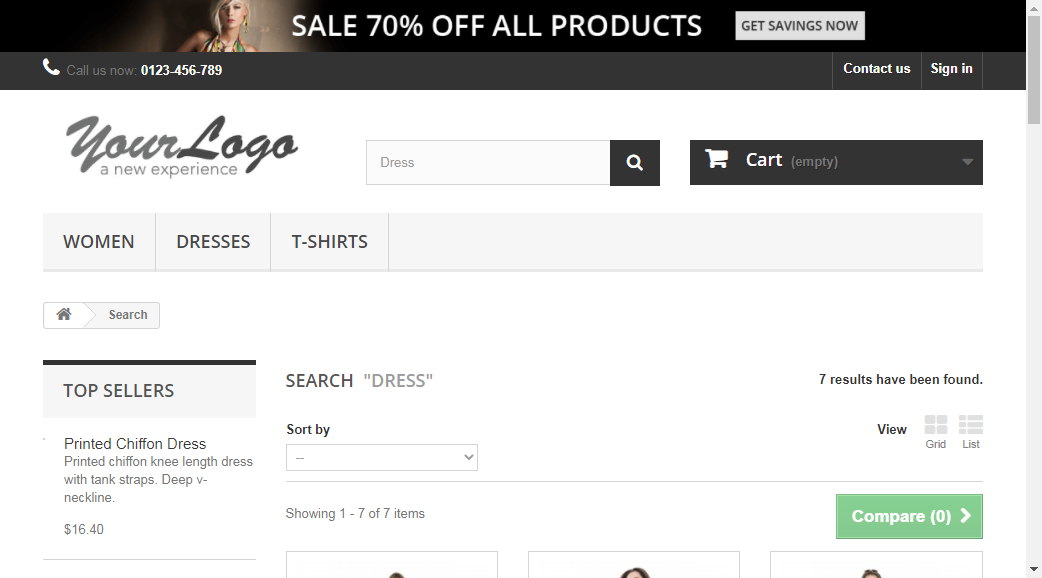 SALE 70% OFF ALL PRODUCTS
GET SAVINGS NOW
Call us now: 0123-456-789
Contact us
Sign in
YourLogo
a new experience
Dress
Cart (empty)
WOMEN
DRESSES
T-SHIRTS
Search
TOP SELLERS
Printed Chiffon Dress
Printed chiffon knee length dress
with tank straps. Deep v-
neckline.
$16.40
SEARCH "DRESS"
7 results have been found.
Sort by
--
View
Grid
List
Showing 1 - 7 of 7 items
Compare (0)